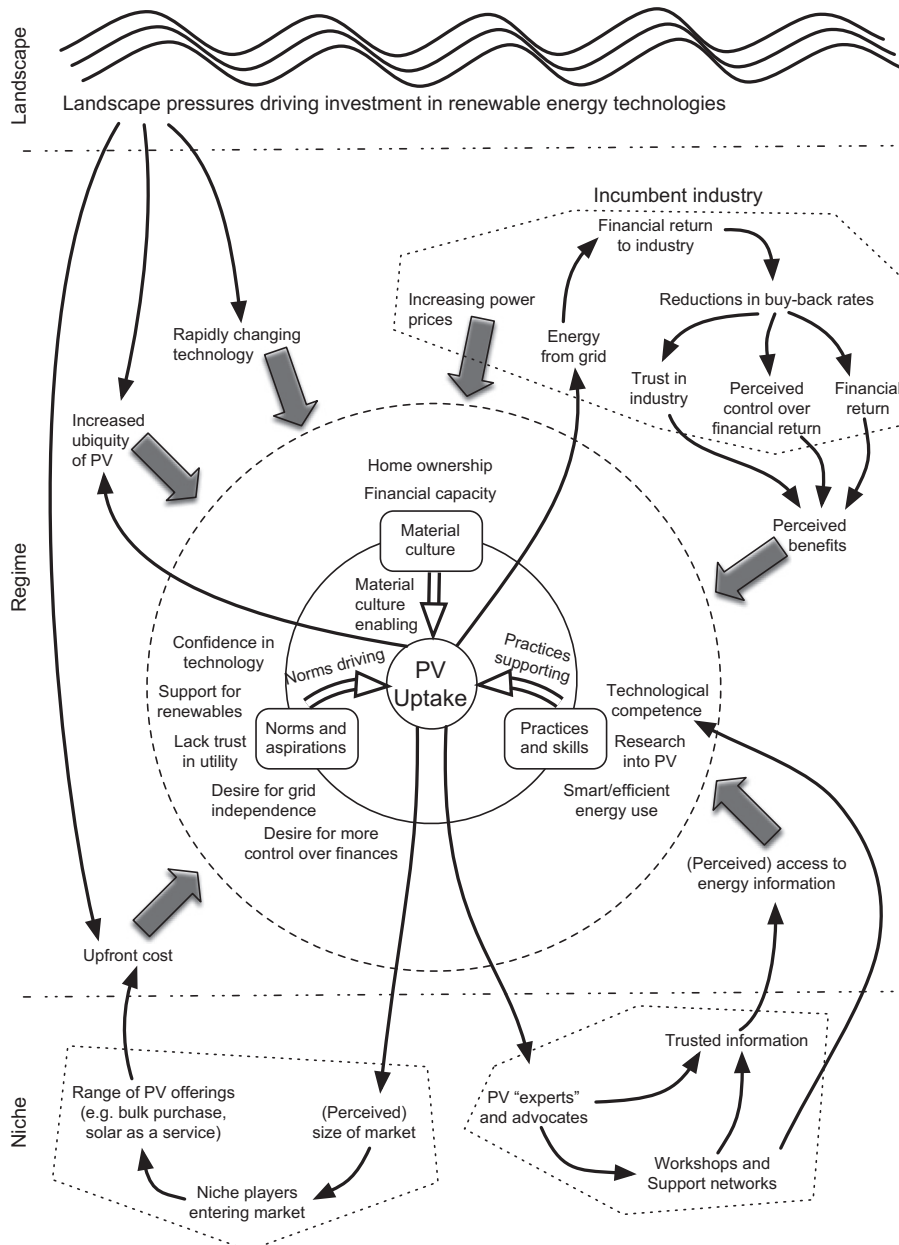 Landscape
Landscape pressures driving investment in renewable energy technologies
Regime
Incumbent industry
Financial return
to industry
Increasing power
prices
Reductions in buy-back rates
Rapidly changing
technology
Energy
from grid
Trust in
industry
Perceived
control over
financial return
Financial
return
Increased
ubiquity
of PV
Home ownership
Financial capacity
Material
culture
Perceived
benefits
Material
culture
enabling
Confidence in
technology
Norms driving
PV
Uptake
Practices
supporting
Support for
renewables
Technological
competence
Norms and
aspirations
Practices
and skills
Lack trust
in utility
Research
into PV
Desire for grid
independence
Smart/efficient
energy use
Desire for more
control over finances
(Perceived) access to
energy information
Upfront cost
Niche
Trusted information
Range of PV offerings
(e.g. bulk purchase,
solar as a service)
(Perceived)
size of market
PV “experts”
and advocates
Niche players
entering market
Workshops and
Support networks